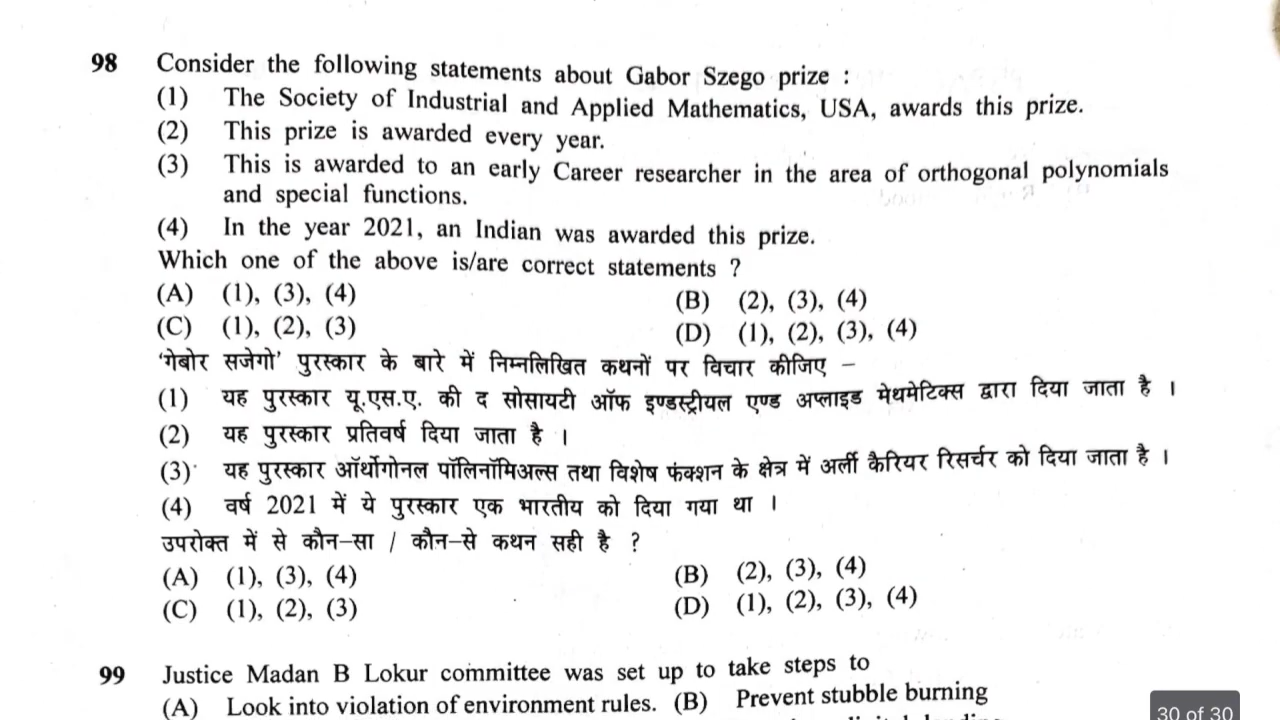 98 Consider the following statements about Gabor Szego prize :
(1) The Society of Industrial and Applied Mathematics, USA, awards this prize.
(2) This prize is awarded every year.
(3) This is awarded to an early Career researcher in the area of orthogonal polynomials
and special functions.
(4) In the year 2021, an Indian was awarded this prize.
Which one of the above is/are correct statements ?
(A) (1), (3), (4) (B) (2), (3), (4)
(C) (1), (2), (3) (D) (1), (2), (3), (4)
‘गेबोर सजेगो’ पुरस्कार के बारे में निम्नलिखित कथनों पर विचार कीजिए –
(1) यह पुरस्कार यू.एस.ए. की द सोसायटी ऑफ इण्डस्ट्रीयल एण्ड अप्लाइड मेथमेटिक्स द्वारा दिया जाता है ।
(2) यह पुरस्कार प्रतिवर्ष दिया जाता है ।
(3) यह पुरस्कार ऑर्थोगोनल पॉलिनॉमिअल्स तथा विशेष फंक्शन के क्षेत्र में अर्ली कैरियर रिसर्चर को दिया जाता है ।
(4) वर्ष 2021 में ये पुरस्कार एक भारतीय को दिया गया था ।
उपरोक्त में से कौन-सा / कौन-से कथन सही है ?
(A) (1), (3), (4) (B) (2), (3), (4)
(C) (1), (2), (3) (D) (1), (2), (3), (4)
99 Justice Madan B Lokur committee was set up to take steps to
(A) Look into violation of environment rules. (B) Prevent stubble burning
30 of 30